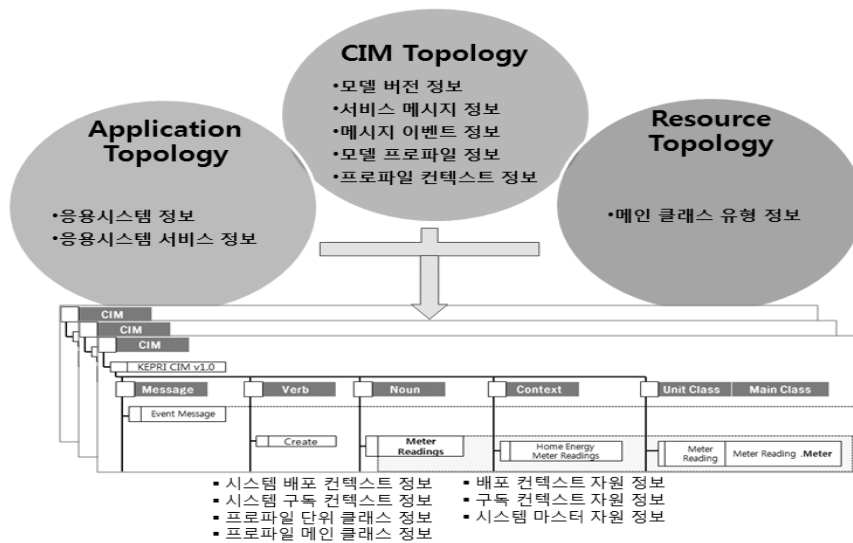 CIM Topology
•모델 버전 정보
•서비스 메시지 정보
•메시지 이벤트 정보
•모델 프로파일 정보
•프로파일 컨텍스트 정보
Application
Topology
•응용시스템 정보
•응용시스템 서비스 정보
Resource
Topology
•메인 클래스 유형 정보
CIM
CIM
CIM
KEPRI CIM v1.0
Message Verb Noun Context Unit Class Main Class
Event Message
Create
Meter
Readings
Home Energy
Meter Readings
Meter
Reading
Meter Reading .Meter
▪ 시스템 배포 컨텍스트 정보
▪ 시스템 구독 컨텍스트 정보
▪ 프로파일 단위 클래스 정보
▪ 프로파일 메인 클래스 정보
▪ 배포 컨텍스트 자원 정보
▪ 구독 컨텍스트 자원 정보
▪ 시스템 마스터 자원 정보